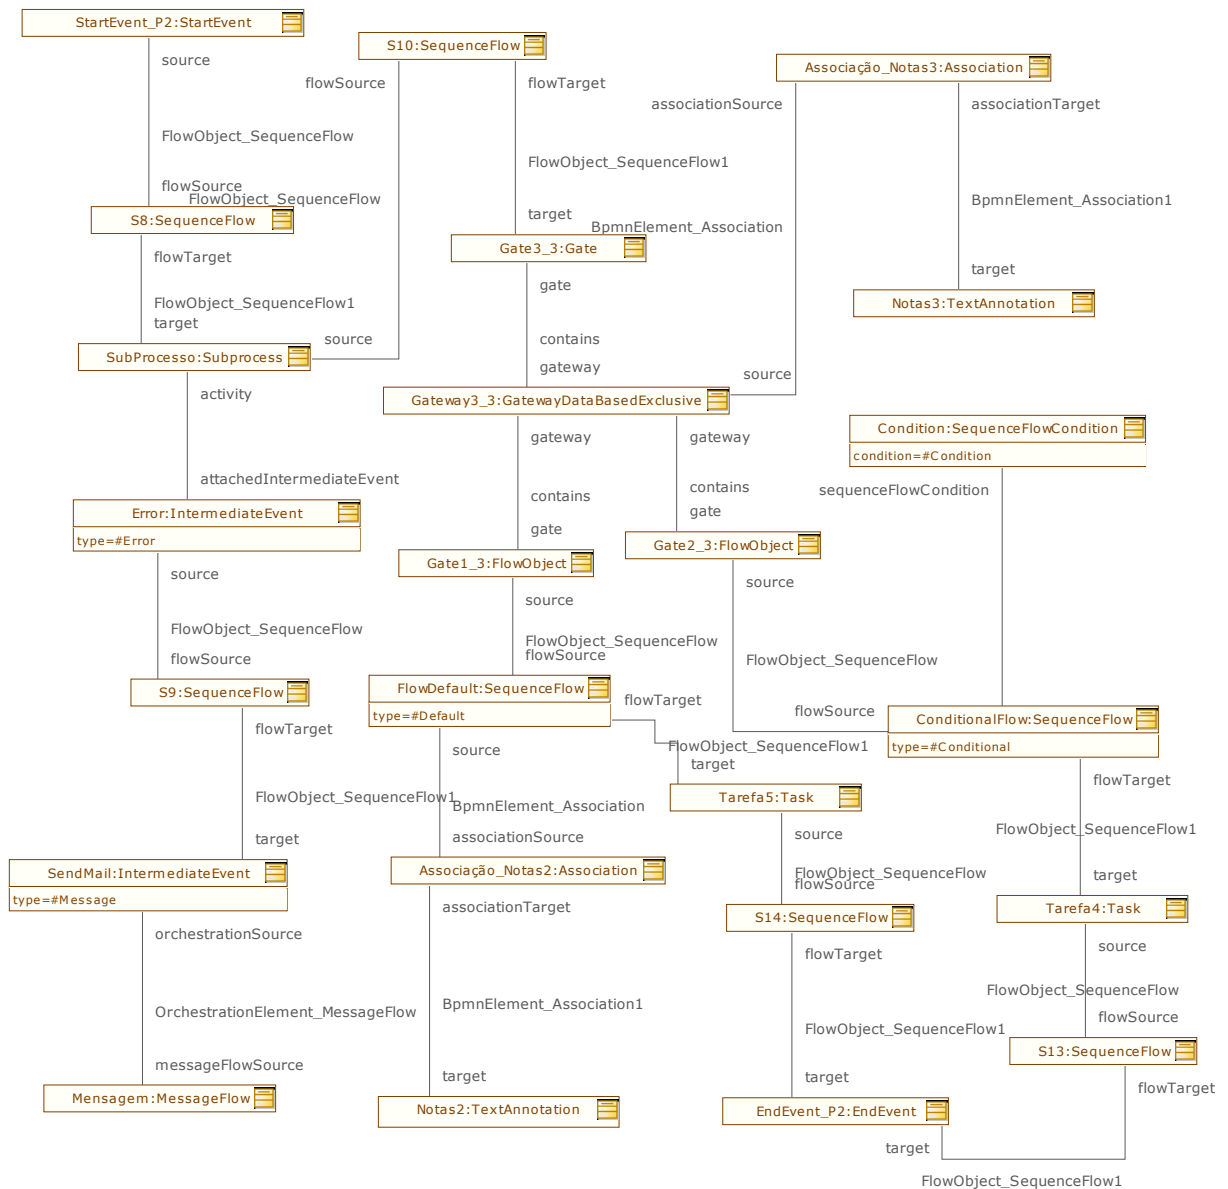 StartEvent_P2:StartEvent
source
FlowObject_SequenceFlow
flowSource
FlowObject_SequenceFlow
S8:SequenceFlow
flowTarget
FlowObject_SequenceFlow1
target
SubProcesso:Subprocess
source
flowSource
S10:SequenceFlow
flowTarget
FlowObject_SequenceFlow1
target
BpmnElement_Association
Gate3_3:Gate
gate
contains
gateway
Associação_Notas3:Association
associationSource
associationTarget
BpmnElement_Association1
target
Notas3:TextAnnotation
source
Gateway3_3:GatewayDataBasedExclusive
activity
attachedIntermediateEvent
Error:IntermediateEvent
type=#Error
source
FlowObject_SequenceFlow
flowSource
S9:SequenceFlow
flowTarget
FlowObject_SequenceFlow1
target
SendMail:IntermediateEvent
type=#Message
orchestrationSource
OrchestrationElement_MessageFlow
messageFlowSource
Mensagem:MessageFlow
gateway
contains
gate
Gate1_3:FlowObject
source
FlowObject_SequenceFlow
flowSource
FlowDefault:SequenceFlow
type=#Default
source
BpmnElement_Association
associationSource
Associação_Notas2:Association
associationTarget
BpmnElement_Association1
target
Notas2:TextAnnotation
gateway
contains
gate
Gate2_3:FlowObject
source
FlowObject_SequenceFlow
flowSource
Condition:SequenceFlowCondition
condition=#Condition
sequenceFlowCondition
ConditionalFlow:SequenceFlow
type=#Conditional
flowTarget
FlowObject_SequenceFlow1
target
Tarefa5:Task
source
FlowObject_SequenceFlow
flowSource
S14:SequenceFlow
flowTarget
FlowObject_SequenceFlow1
target
EndEvent_P2:EndEvent
flowTarget
FlowObject_SequenceFlow1
target
Tarefa4:Task
source
FlowObject_SequenceFlow
flowSource
S13:SequenceFlow
flowTarget
target
FlowObject_SequenceFlow1